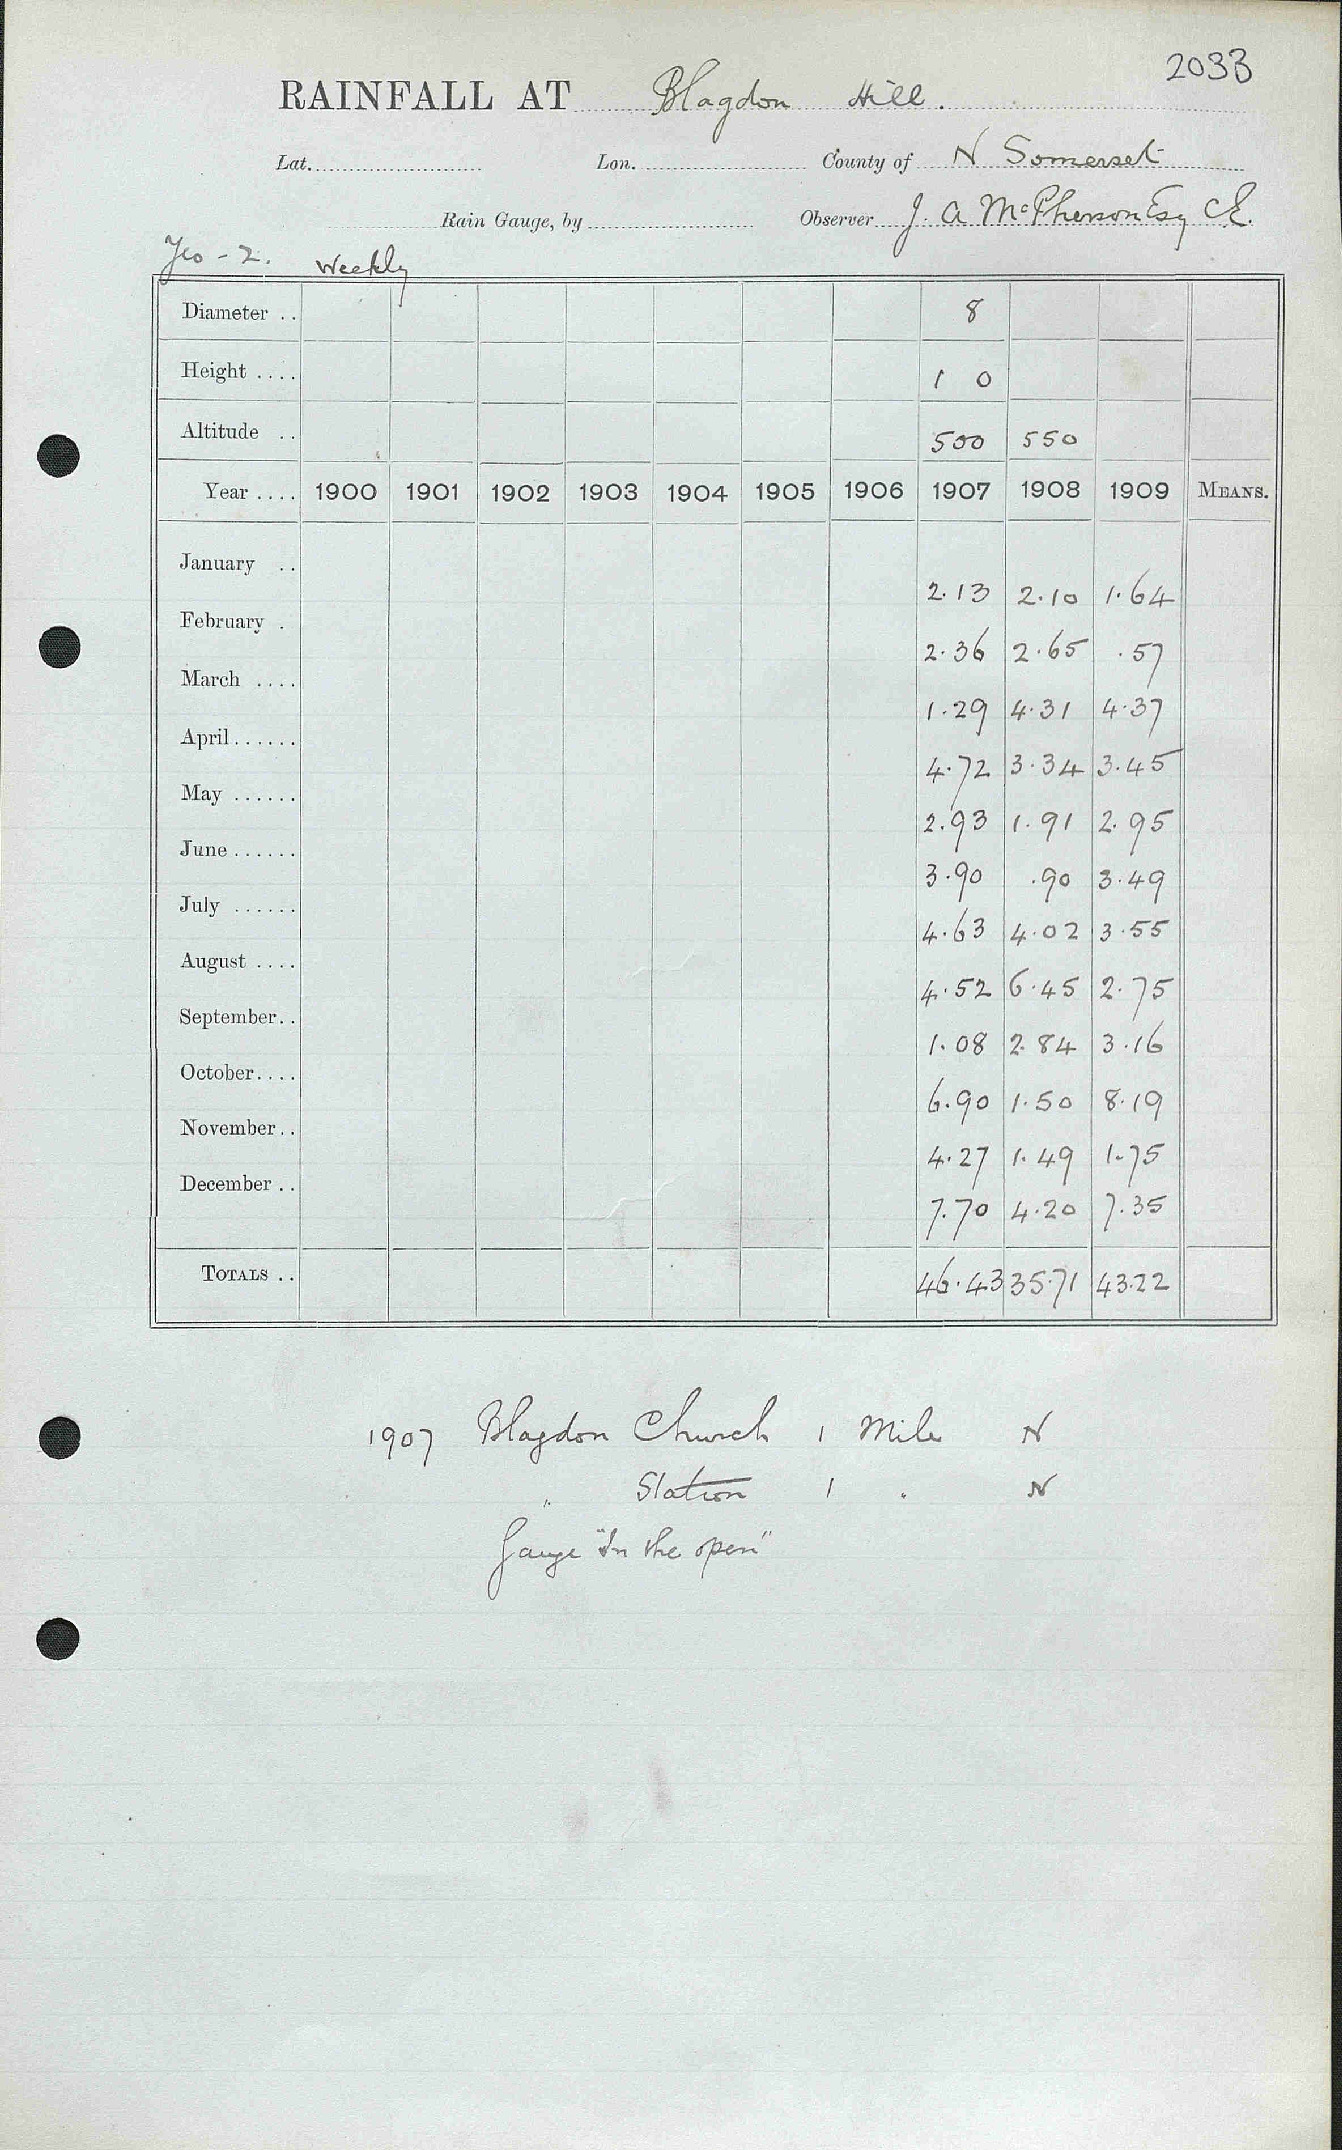 2033
RAINFALL AT Blagdon Hill.
Lat. Lon. County of N Somerset
Rain Gauge, by Observer J. A McPherson Esq C.E.
Yeo - 2. Weekly
Diameter .. 8
Height .... 1 0
Altitude .. 500 550
Year .... 1900 1901 1902 1903 1904 1905 1906 1907 1908 1909 MEANS.
January .. 2.13 2.10 1.64
February . 2.36 2.65 .57
March .... 1.29 4.31 4.37
April...... 4.72 3.34 3.45
May ...... 2.93 1.91 2.95
June...... 3.90 .90 3.49
July ...... 4.63 4.02 3.55
August .... 4.52 6.45 2.75
September.. 1.08 2.84 3.16
October.... 6.90 1.50 8.19
November.. 4.27 1.49 1.75
December .. 7.70 4.20 7.35
TOTALS .. 46.43 35.71 43.22
1907 Blagdon Church 1 Mile N
" Station 1 " N
Gauge "In the open"